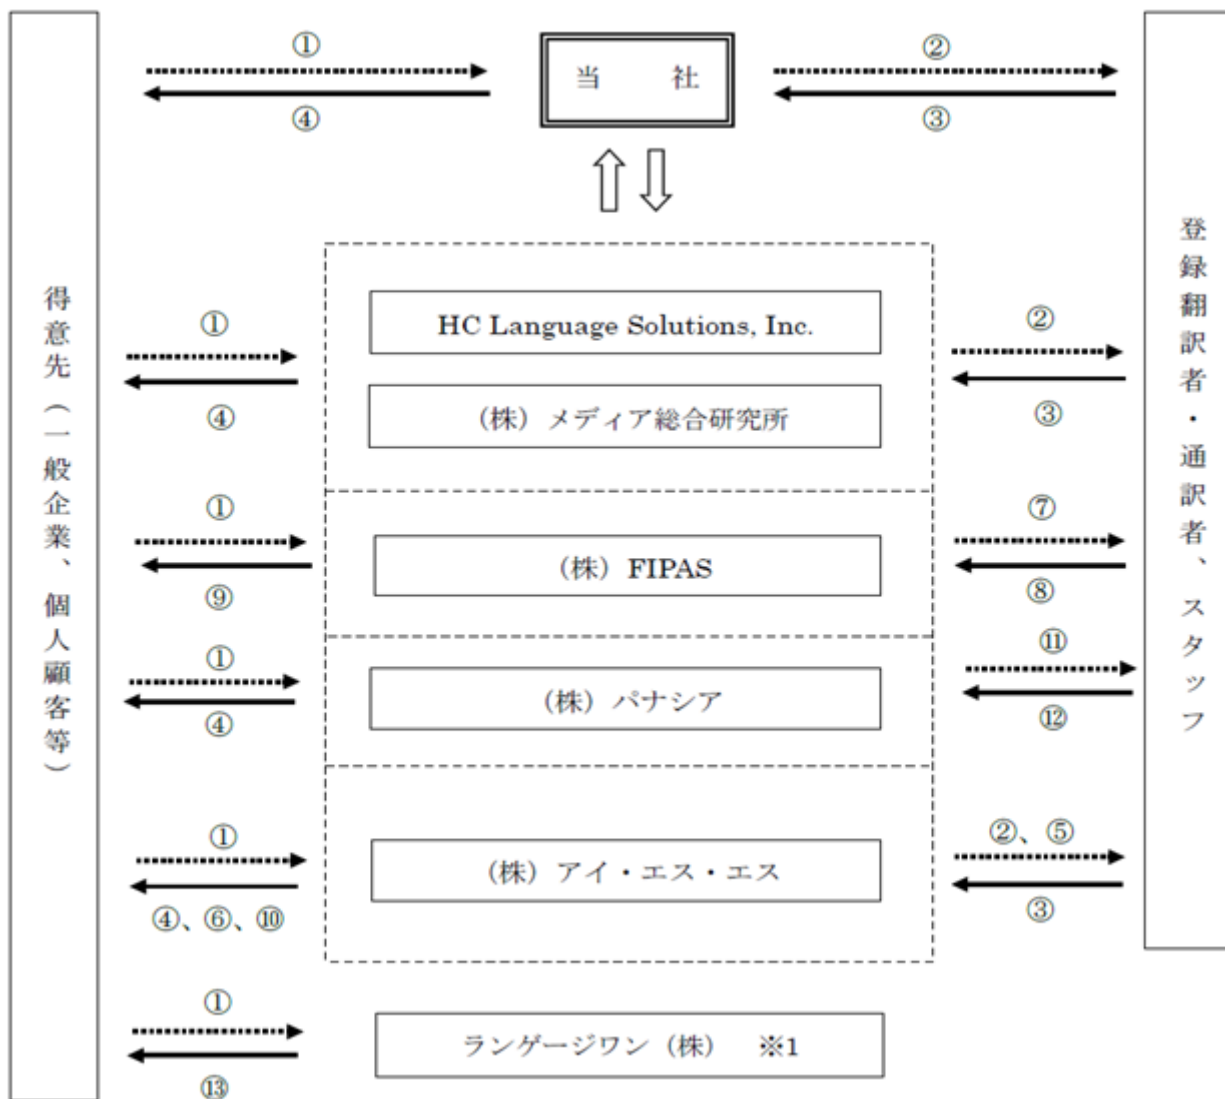 ① ②
当 社
④ ③
得意先（一般企業、個人顧客等）
登録翻訳者・通訳者、スタッフ
① HC Language Solutions, Inc. ②
④ （株）メディア総合研究所 ③
① ⑦
（株）FIPAS
⑨ ⑧
① ⑪
（株）パナシア
④ ⑫
① ②、⑤
（株）アイ・エス・エス
④、⑥、⑩ ③
①
ランゲージワン（株） ※1
⑬